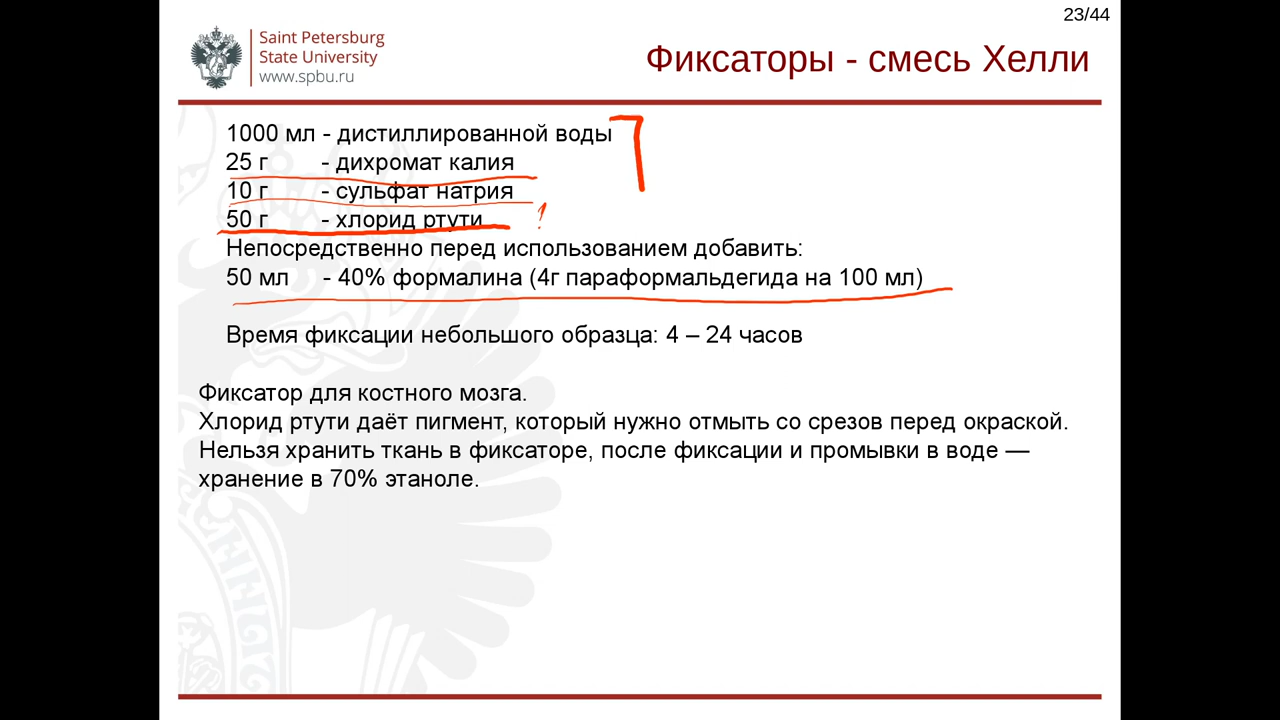 23/44
Saint Petersburg
State University
www.spbu.ru
Фиксаторы - смесь Хелли
1000 мл - дистиллированной воды
25 г - дихромат калия
10 г - сульфат натрия
50 г - хлорид ртути !
Непосредственно перед использованием добавить:
50 мл - 40% формалина (4г параформальдегида на 100 мл)
Время фиксации небольшого образца: 4 – 24 часов
Фиксатор для костного мозга.
Хлорид ртути даёт пигмент, который нужно отмыть со срезов перед окраской.
Нельзя хранить ткань в фиксаторе, после фиксации и промывки в воде —
хранение в 70% этаноле.